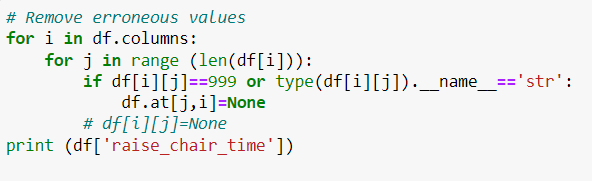 # Remove erroneous values
for i in df.columns:
    for j in range (len(df[i])):
        if df[i][j]==999 or type(df[i][j]).__name__=='str':
            df.at[j,i]=None
        # df[i][j]=None
print (df['raise_chair_time'])